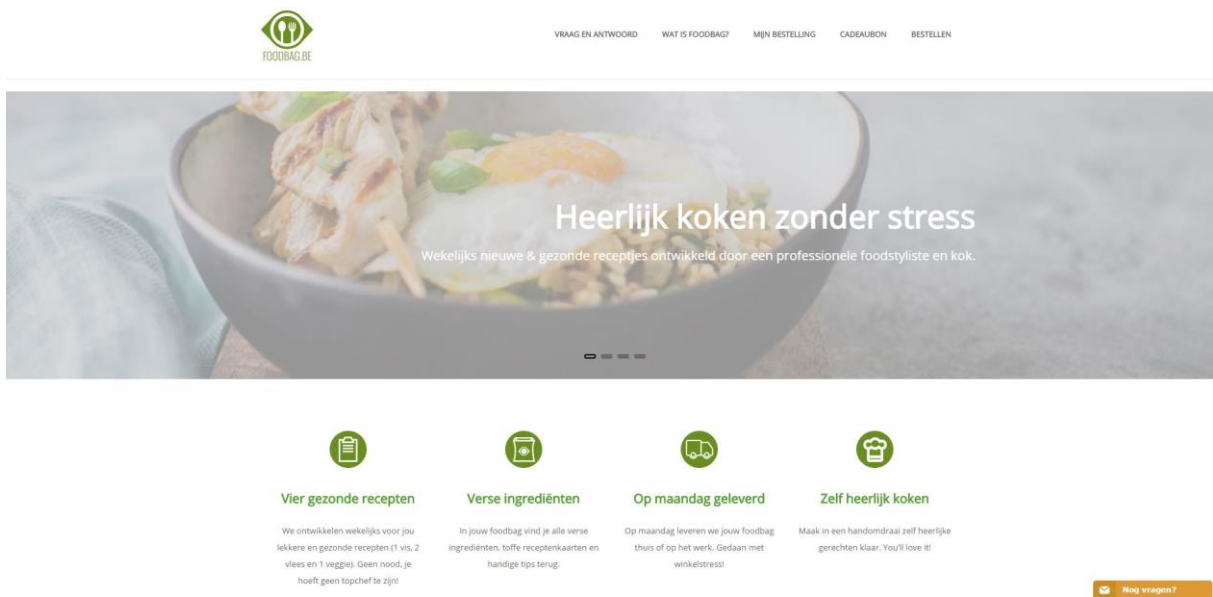 FOODBAG.BE
VRAAG EN ANTWOORD WAT IS FOODBAG? MIJN BESTELLING CADEAUBON BESTELLEN
Heerlijk koken zonder stress
Wekelijks nieuwe & gezonde receptjes ontwikkeld door een professionele foodstyliste en kok.
Vier gezonde recepten
We ontwikkelen wekelijks voor jou
lekkere en gezonde recepten (1 vis, 2
vlees en 1 veggie). Geen nood, je
hoeft geen topchef te zijn!
Verse ingrediënten
In jouw foodbag vind je alle verse
ingrediënten, toffe receptenkaarten en
handige tips terug.
Op maandag geleverd
Op maandag leveren we jouw foodbag
thuis of op het werk. Gedaan met
winkelstress!
Zelf heerlijk koken
Maak in een handomdraai zelf heerlijke
gerechten klaar. You'll love it!
Nog vragen?